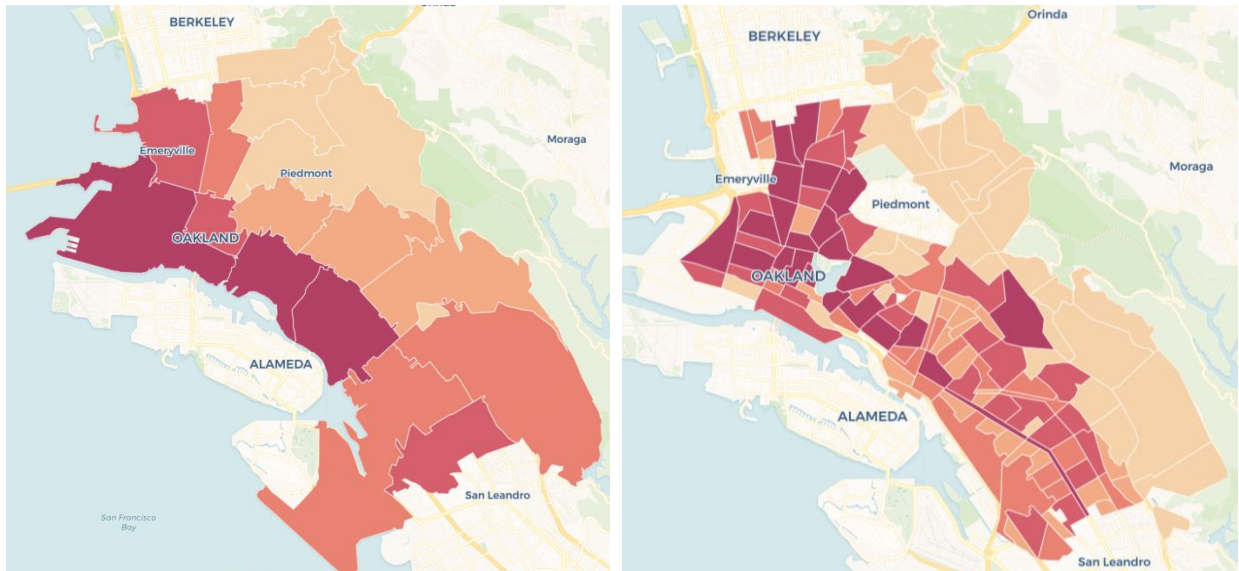 BERKELEY
Moraga
Emeryville
Piedmont
OAKLAND
ALAMEDA
San Leandro
San Francisco
Bay
Orinda
BERKELEY
Moraga
Emeryville
Piedmont
OAKLAND
ALAMEDA
San Leandro